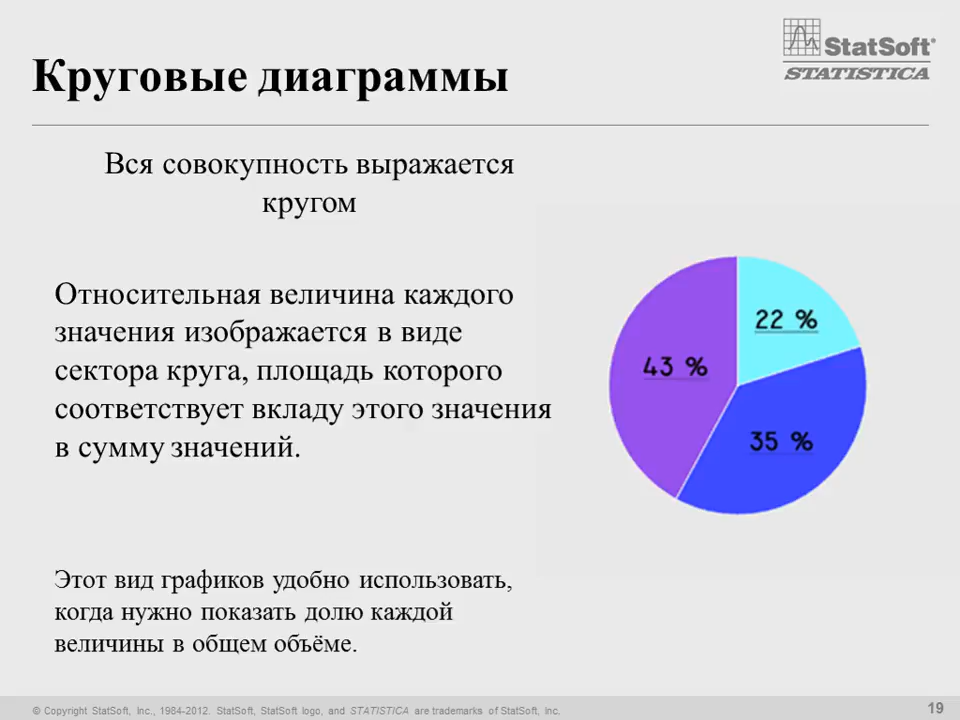 StatSoft®
STATISTICA
Круговые диаграммы
Вся совокупность выражается
кругом
Относительная величина каждого
значения изображается в виде
сектора круга, площадь которого
соответствует вкладу этого значения
в сумму значений.
22 %
43 %
35 %
Этот вид графиков удобно использовать,
когда нужно показать долю каждой
величины в общем объёме.
© Copyright StatSoft, Inc., 1984-2012. StatSoft, StatSoft logo, and STATISTICA are trademarks of StatSoft, Inc.
19